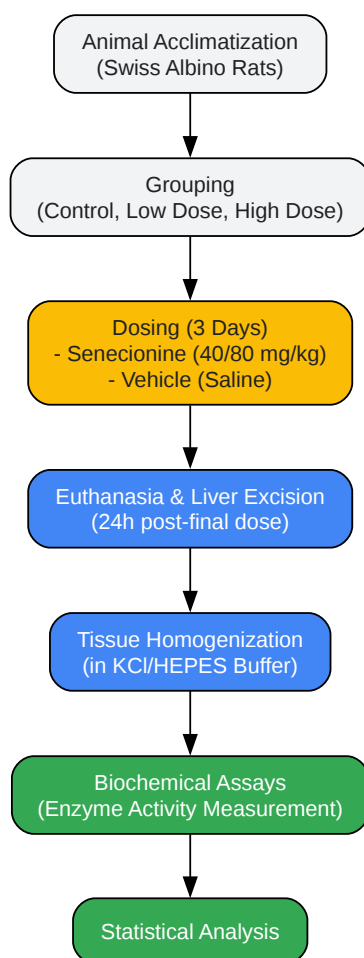 Animal Acclimatization
(Swiss Albino Rats)
Grouping
(Control, Low Dose, High Dose)
Dosing (3 Days)
- Senecionine (40/80 mg/kg)
- Vehicle (Saline)
Euthanasia & Liver Excision
(24h post-final dose)
Tissue Homogenization
(in KCl/HEPES Buffer)
Biochemical Assays
(Enzyme Activity Measurement)
Statistical Analysis